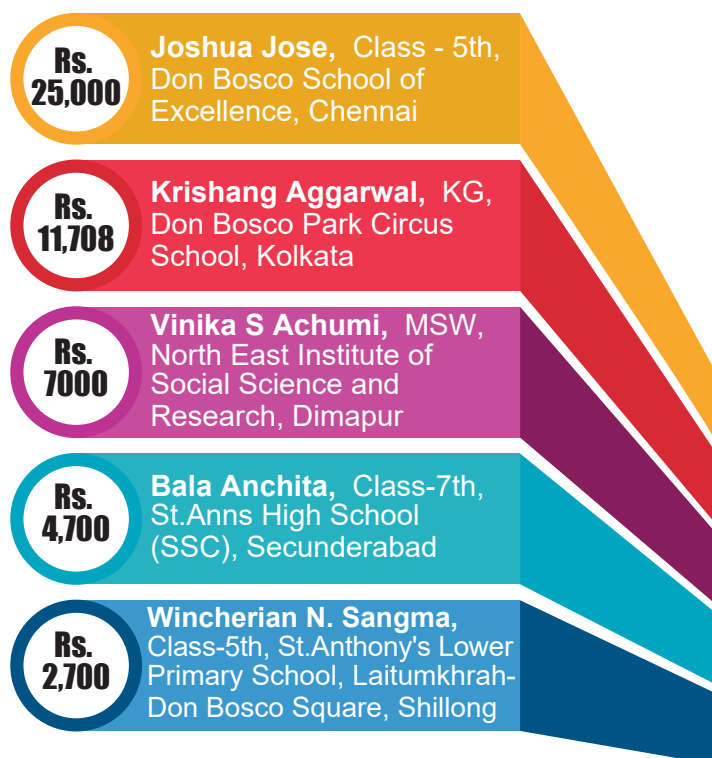 Rs.
25,000
Joshua Jose, Class - 5th,
Don Bosco School of
Excellence, Chennai
Rs.
11,708
Krishang Aggarwal, KG,
Don Bosco Park Circus
School, Kolkata
Rs.
7000
Vinika S Achumi, MSW,
North East Institute of
Social Science and
Research, Dimapur
Rs.
4,700
Bala Anchita, Class-7th,
St.Anns High School
(SSC), Secunderabad
Rs.
2,700
Wincherian N. Sangma,
Class-5th, St.Anthony's Lower
Primary School, Laitumkhrah-
Don Bosco Square, Shillong